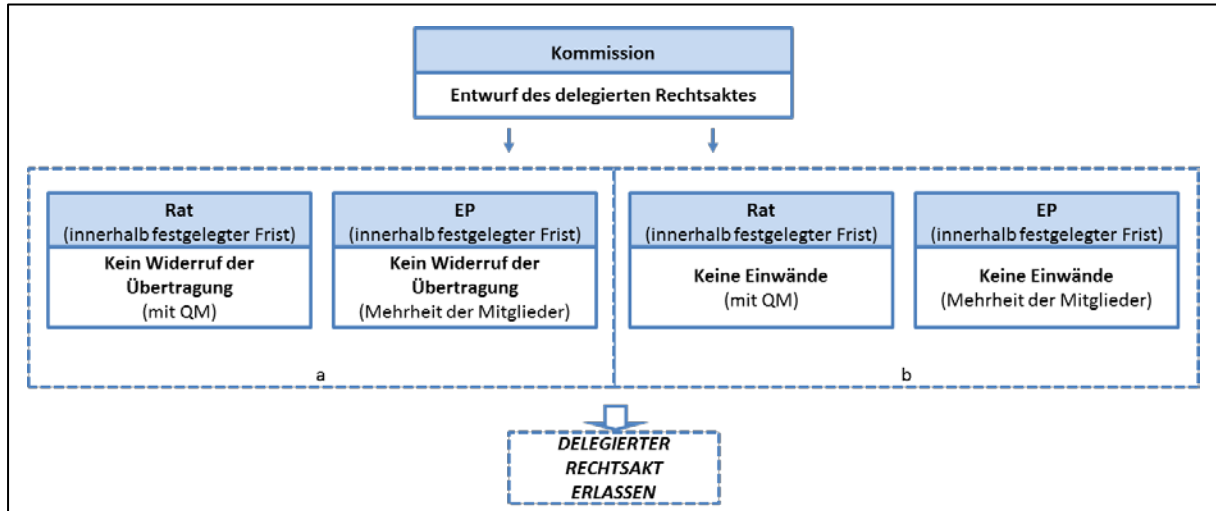 Kommission
Entwurf des delegierten Rechtsaktes
Rat
(innerhalb festgelegter Frist)
Kein Widerruf der
Übertragung
(mit QM)
EP
(innerhalb festgelegter Frist)
Kein Widerruf der
Übertragung
(Mehrheit der Mitglieder)
a
Rat
(innerhalb festgelegter Frist)
Keine Einwände
(mit QM)
EP
(innerhalb festgelegter Frist)
Keine Einwände
(Mehrheit der Mitglieder)
b
DELEGIERTER
RECHTSAKT
ERLASSEN